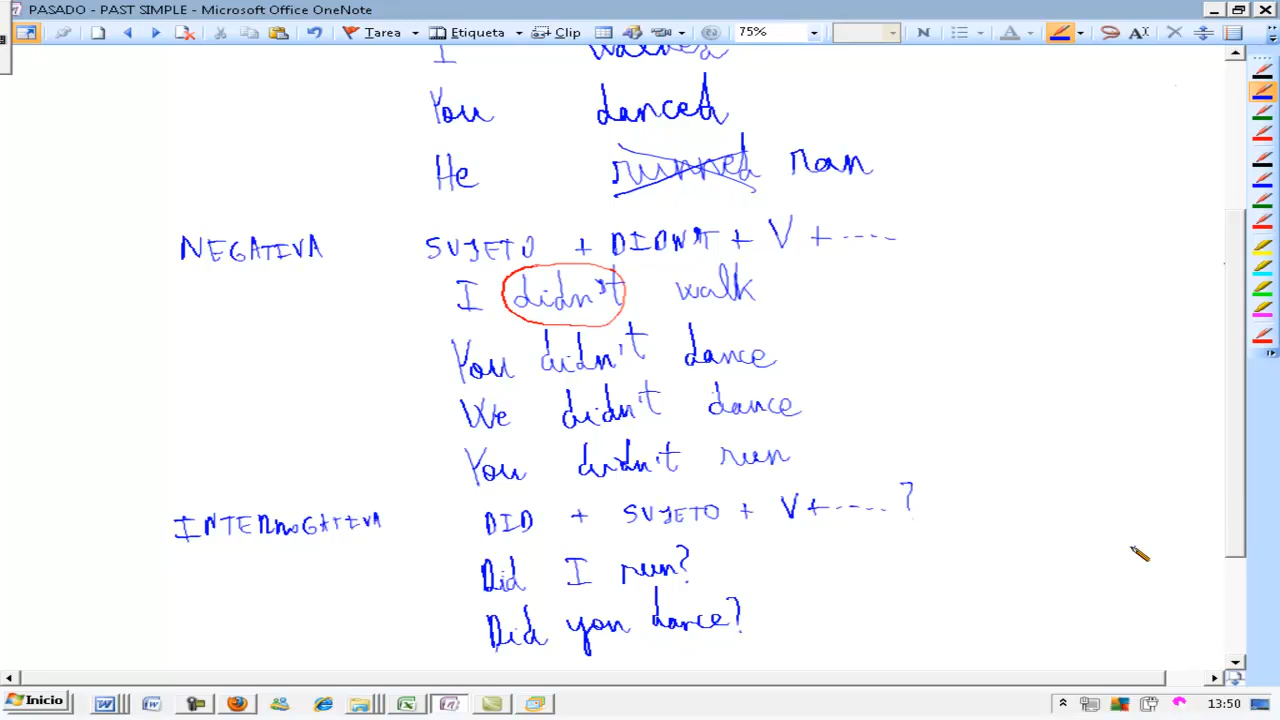 PASADO - PAST SIMPLE - Microsoft Office OneNote
Tarea Etiqueta Clip 75% N A
I walked
You danced
He runned ran
NEGATIVA SUJETO + DIDN'T + V + .....
I didn't walk
You didn't dance
We didn't dance
You didn't run
INTERROGATIVA DID + SUJETO + V + ..... ?
Did I run?
Did you dance?
Inicio 13:50